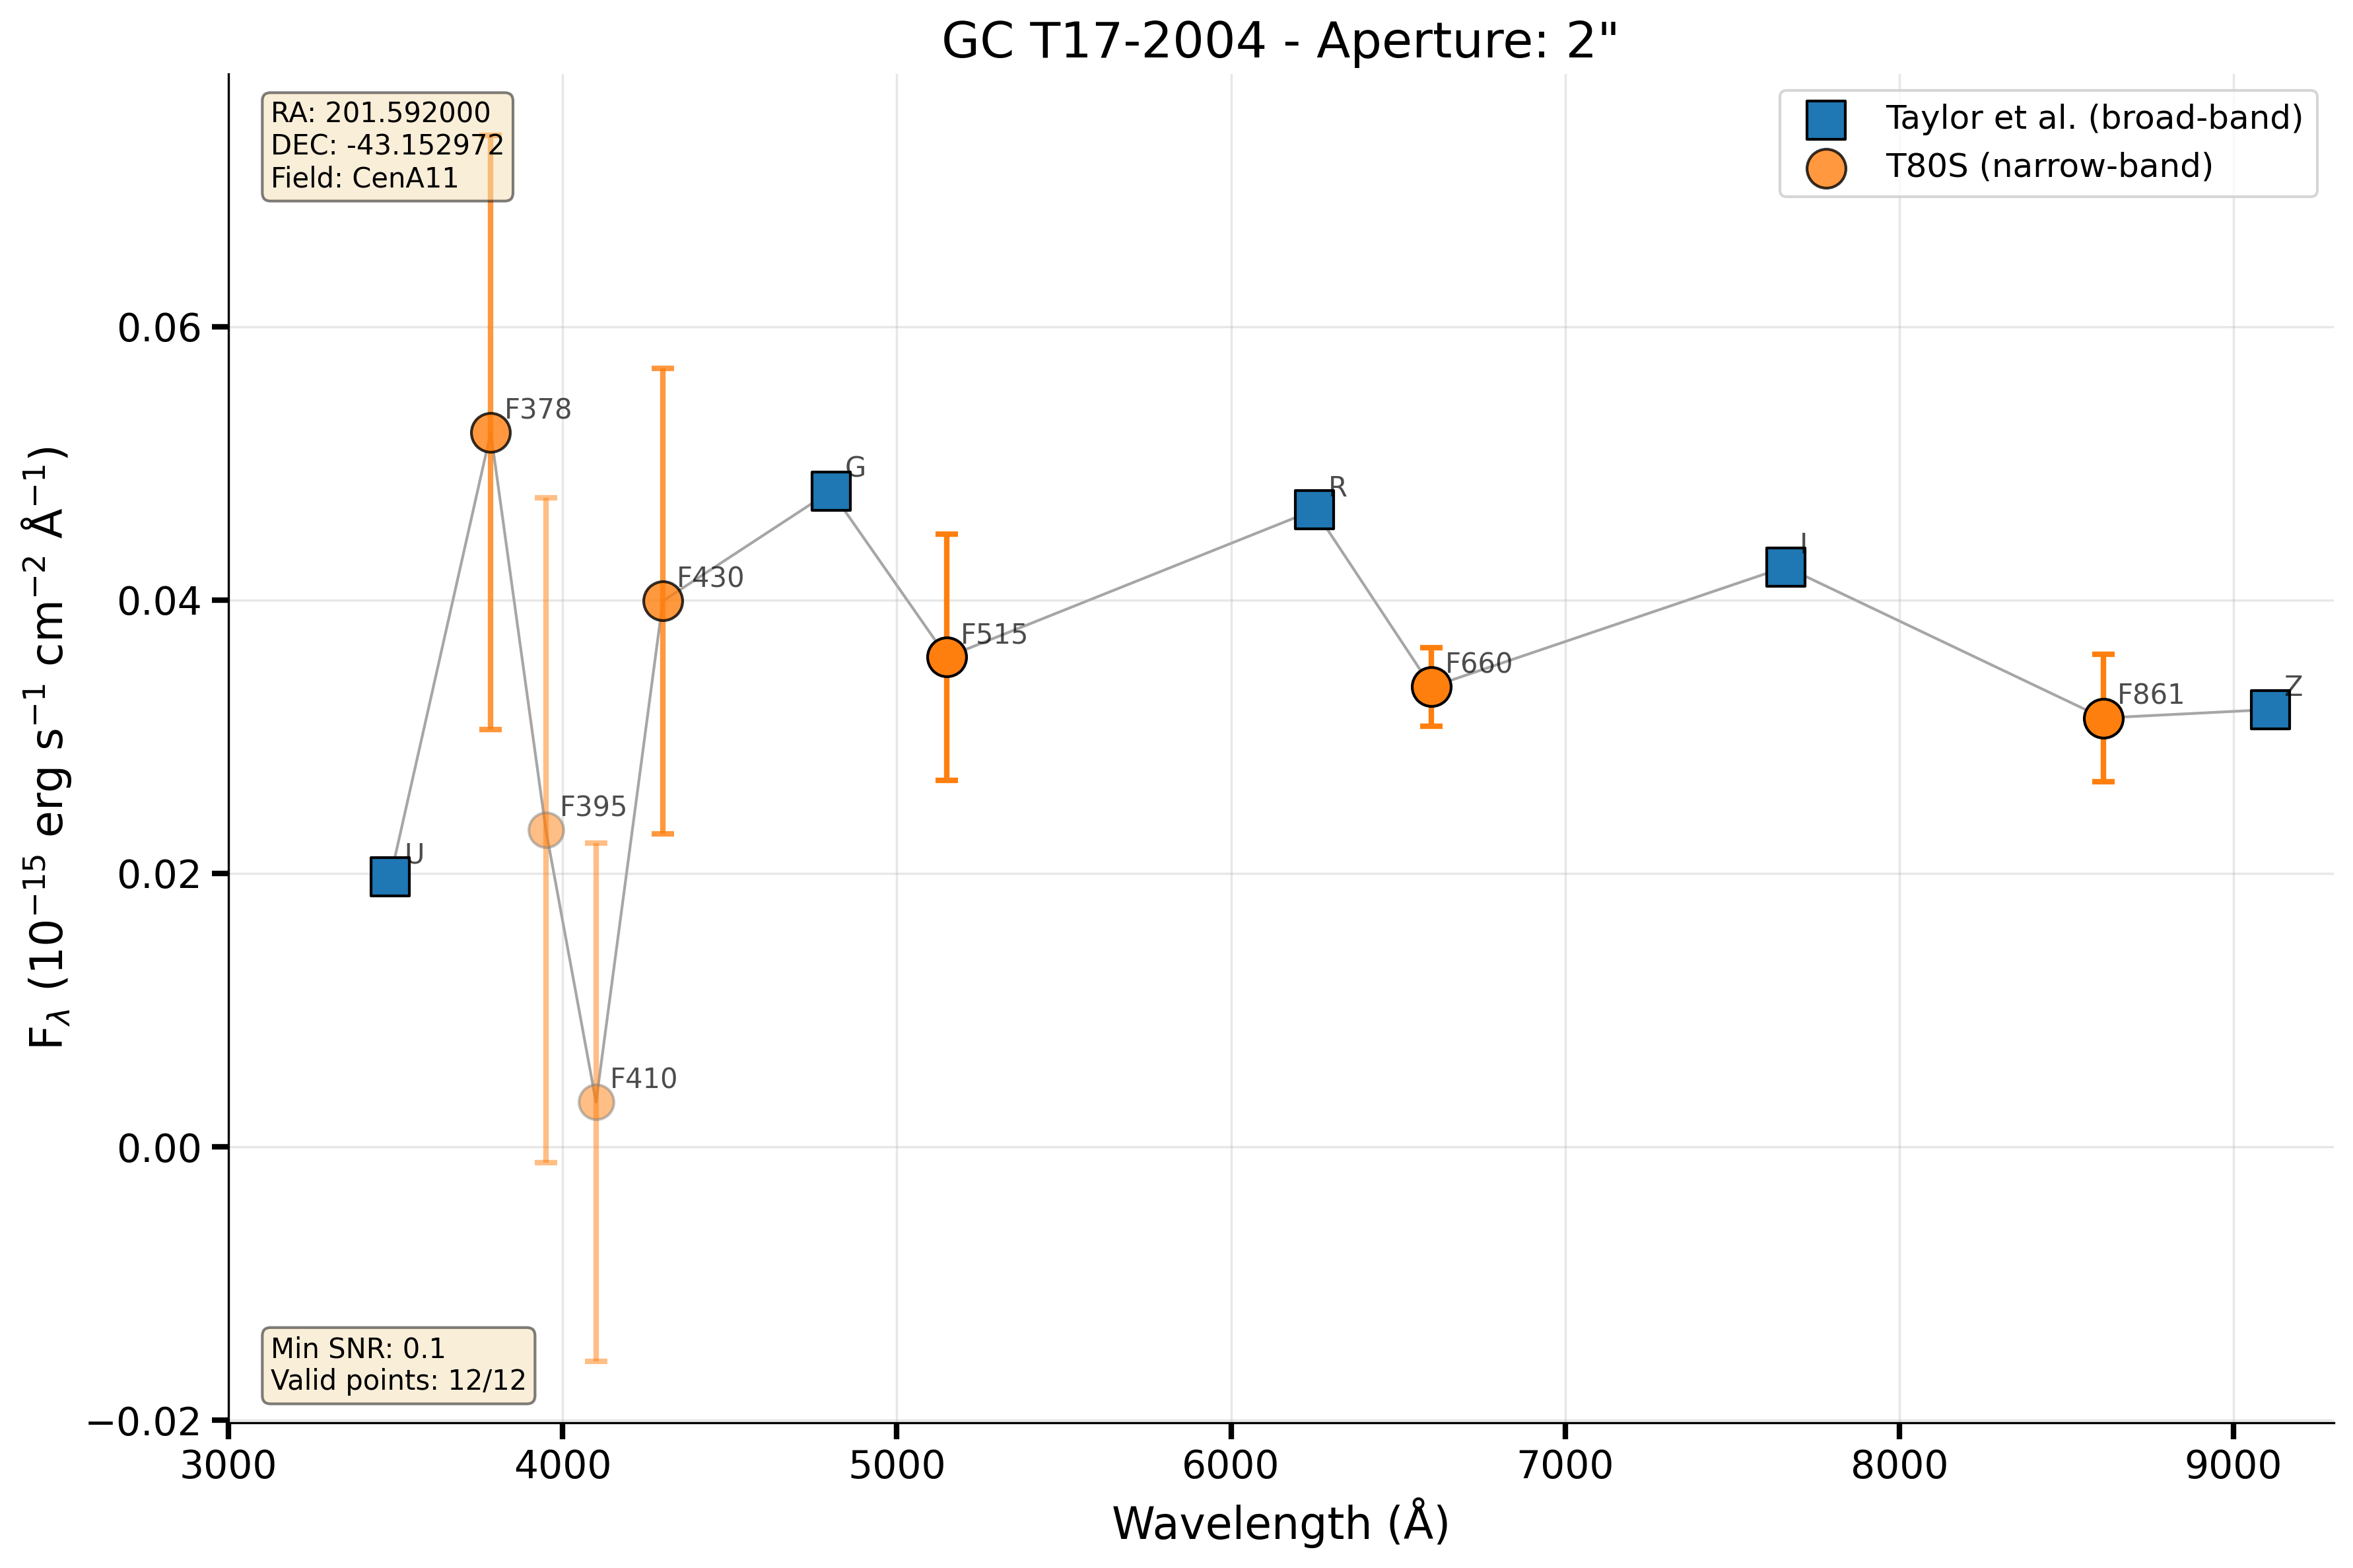 GC T17-2004 - Aperture: 2"
RA: 201.592000
DEC: -43.152972
Field: CenA11
Taylor et al. (broad-band)
T80S (narrow-band)
F378
G
R
I
F430
F515
F660
F861
Z
F395
U
F410
Min SNR: 0.1
Valid points: 12/12
0.06
0.04
0.02
0.00
−0.02
3000 4000 5000 6000 7000 8000 9000
Wavelength (Å)
Fλ (10⁻¹⁵ erg s⁻¹ cm⁻² Å⁻¹)